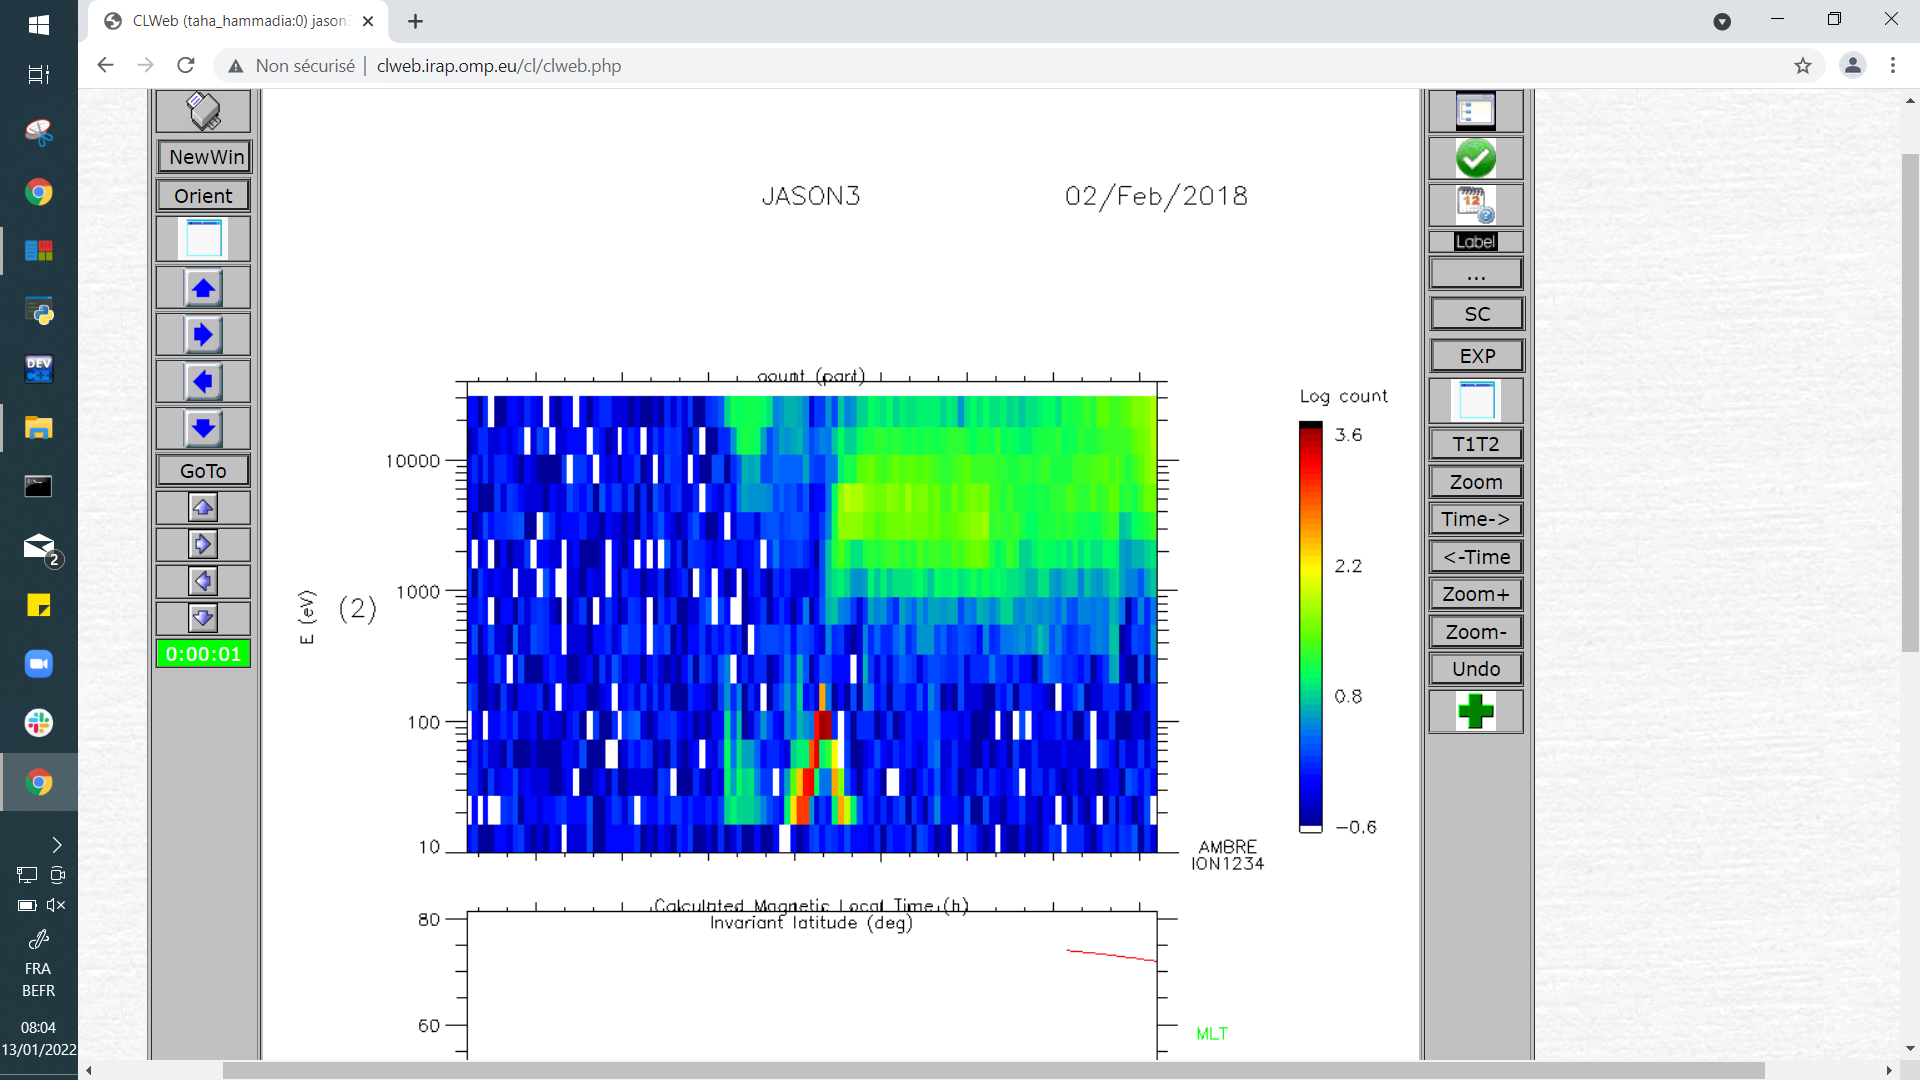 CLWeb (taha_hammadia:0) jason3
Non sécurisé
clweb.irap.omp.eu/cl/clweb.php
NewWin
Orient
GoTo
0:00:01
JASON3
02/Feb/2018
count (part)
E (eV)
(2)
10000
1000
100
10
Log count
3.6
2.2
0.8
−0.6
AMBRE
ION1234
Calculated Magnetic Local Time (h)
Invariant latitude (deg)
80
60
MLT
12
Label
...
SC
EXP
T1T2
Zoom
Time->
<-Time
Zoom+
Zoom-
Undo
DEV
C++
2
FRA
BEFR
08:04
13/01/2022